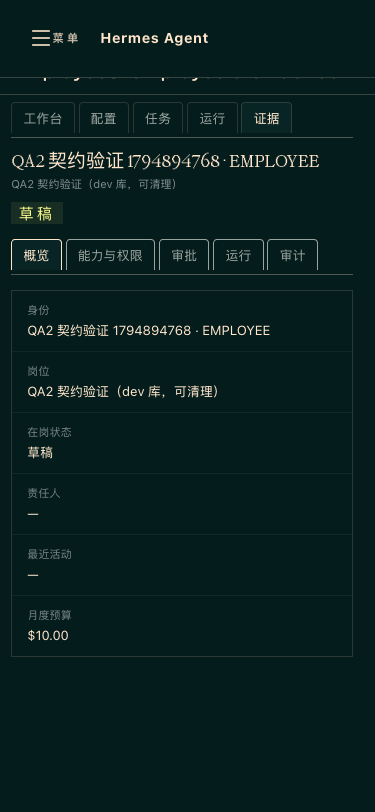 菜单
Hermes Agent
工作台
配置
任务
运行
证据
QA2 契约验证 1794894768 · EMPLOYEE
QA2 契约验证（dev 库，可清理）
草稿
概览
能力与权限
审批
运行
审计
身份
QA2 契约验证 1794894768 · EMPLOYEE
岗位
QA2 契约验证（dev 库，可清理）
在岗状态
草稿
责任人
—
最近活动
—
月度预算
$10.00